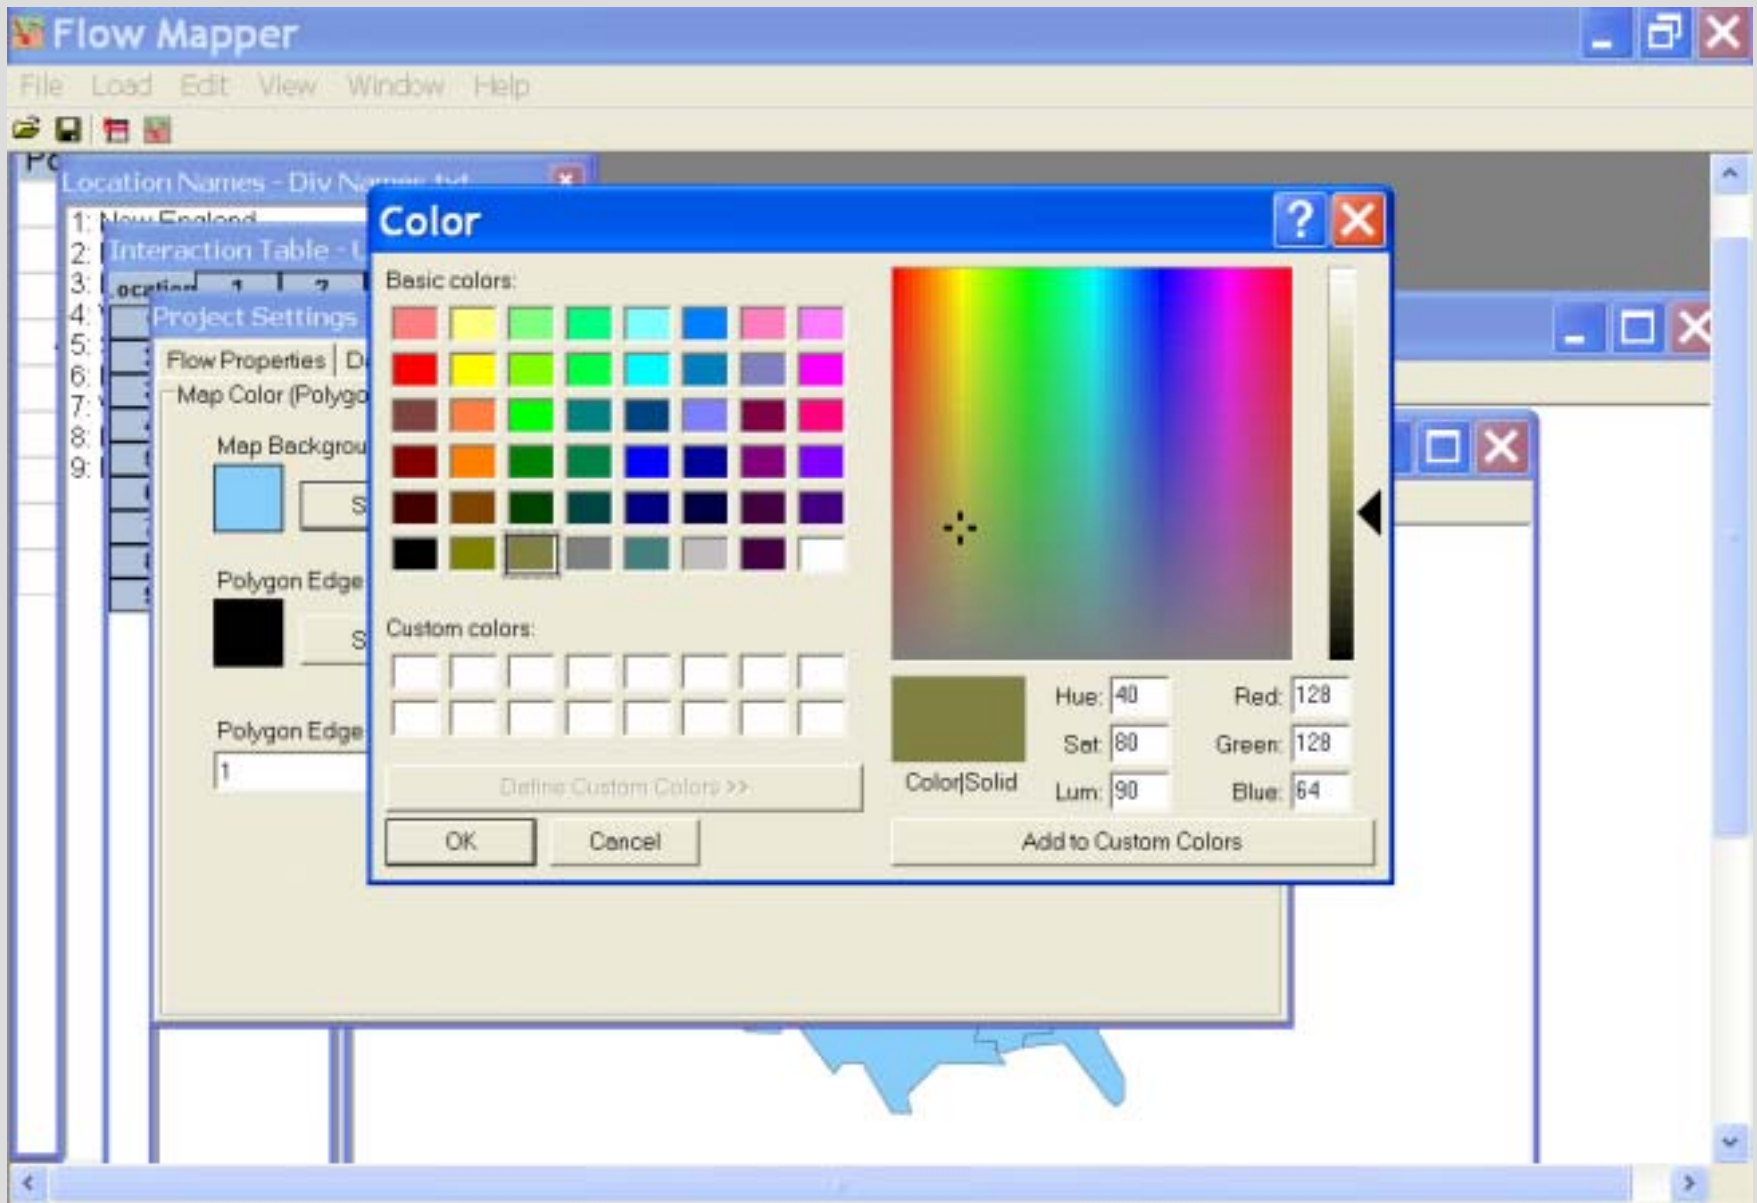 Flow Mapper
File Load Edit View Window Help
Location Names - Div Names.txt
1: New England
2:
3:
4:
5:
6:
7:
8:
9:
Interaction Table -
1 2
Project Settings
Flow Properties
Map Color (Polygo
Map Backgrou
S
Polygon Edge
S
Polygon Edge
1
Color
Basic colors:
Custom colors:
Define Custom Colors >>
OK Cancel
Color|Solid
Hue: 40 Red: 128
Sat: 80 Green: 128
Lum: 90 Blue: 64
Add to Custom Colors